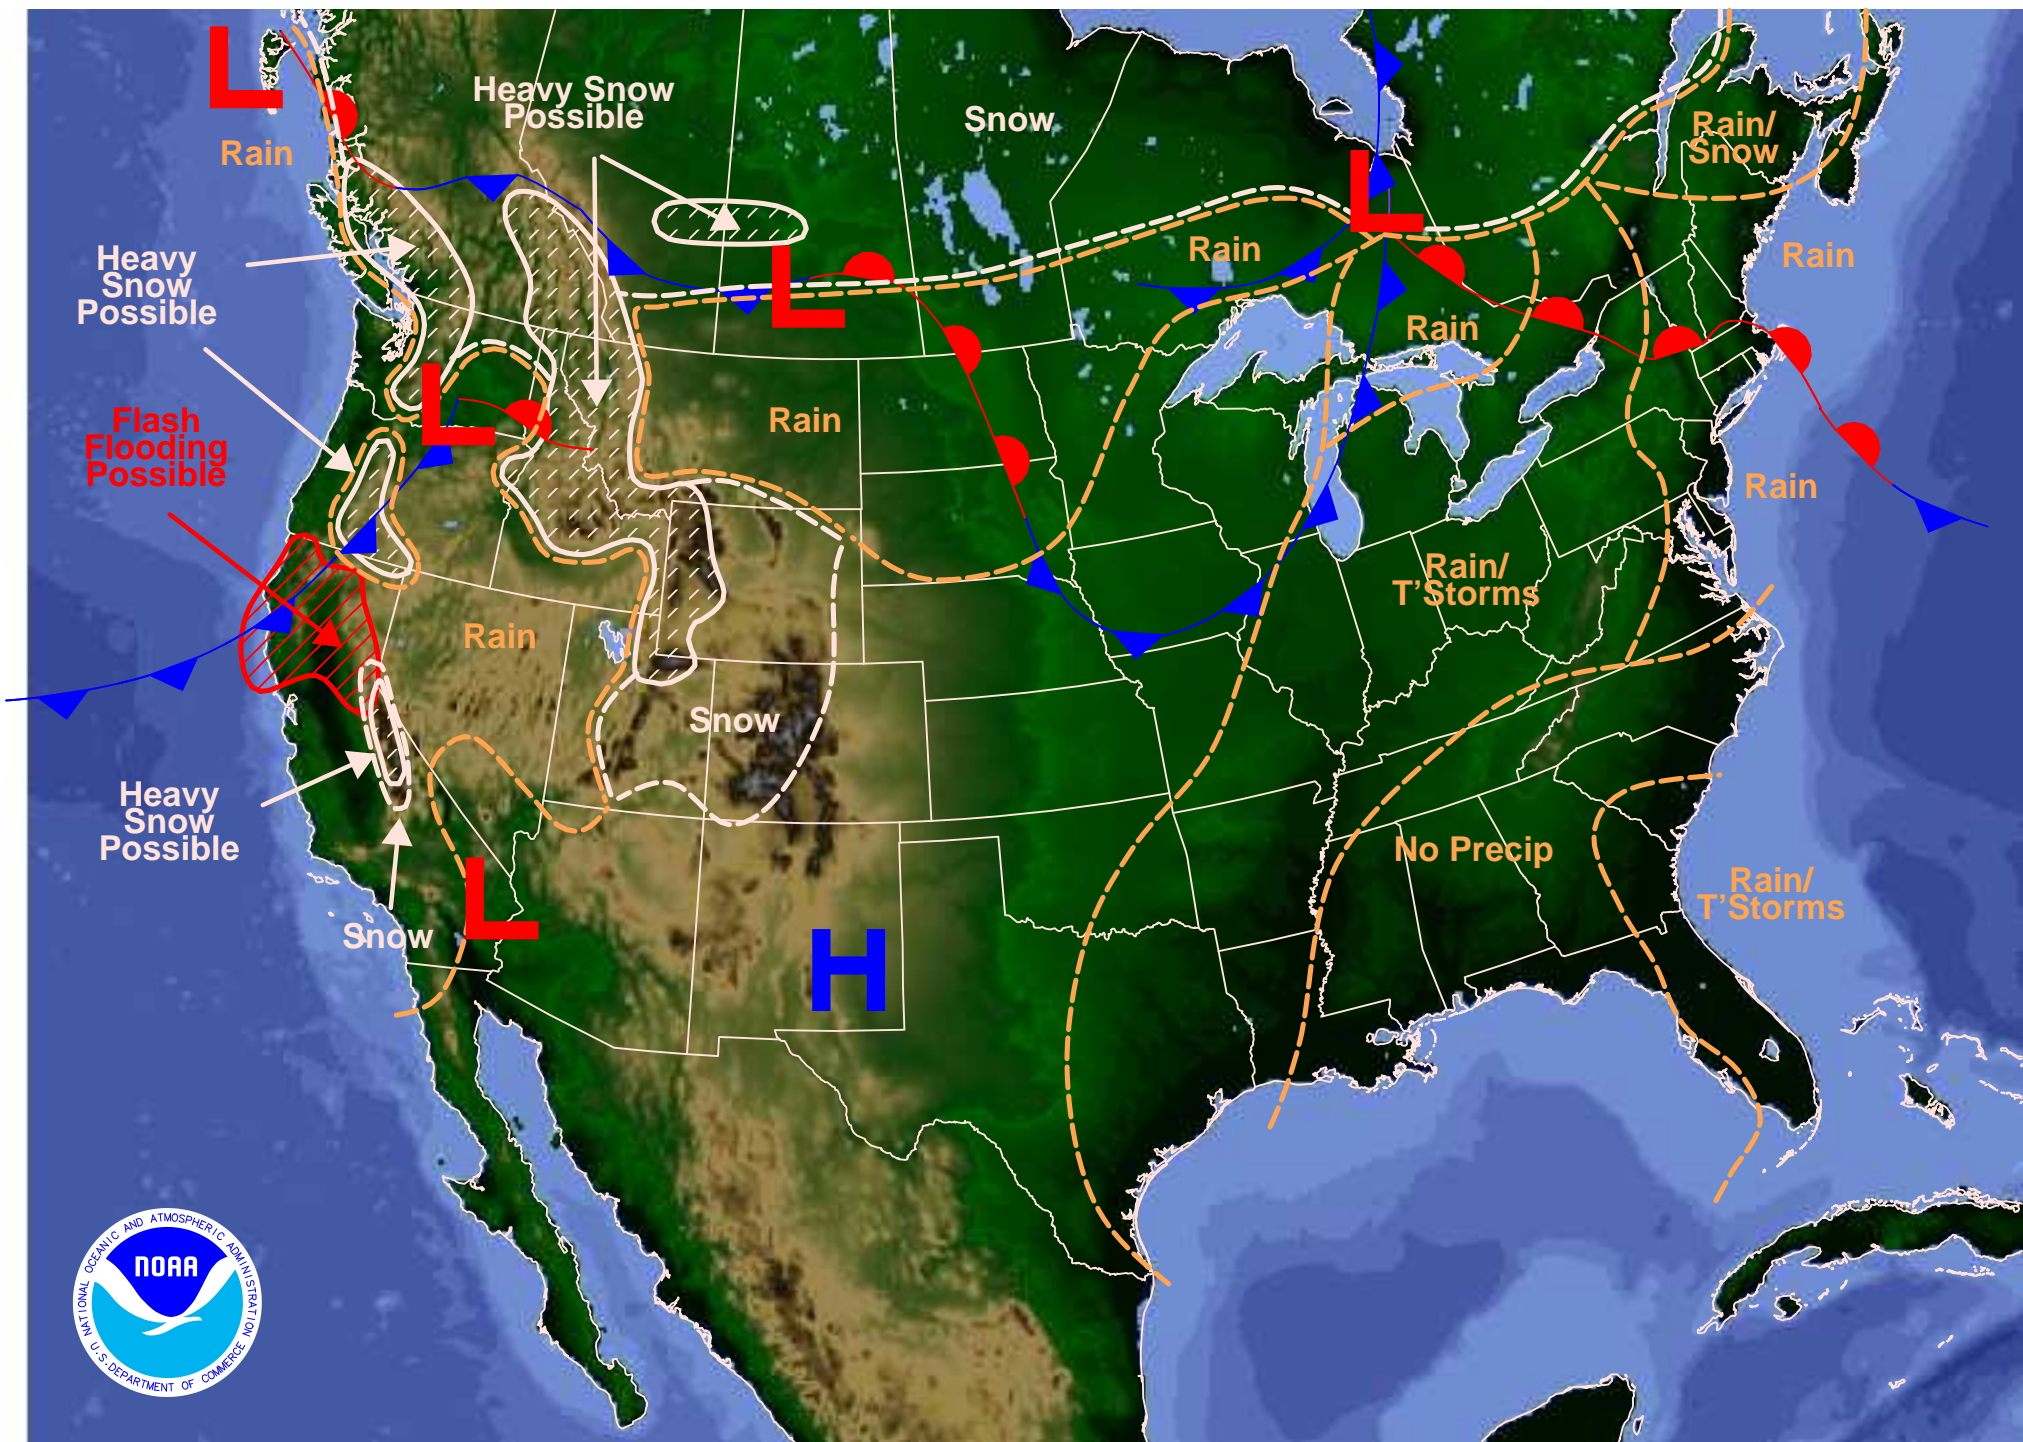 L
Heavy Snow
Possible
Snow
Rain/
Snow
Rain
L
Heavy
Snow
Possible
L
Rain
Rain
Rain
L
Flash
Flooding
Possible
Rain
Rain
Rain
Rain/
T'Storms
Rain
Snow
Heavy
Snow
Possible
No Precip
Rain/
T'Storms
L
Snow
H
NATIONAL OCEANIC AND ATMOSPHERIC ADMINISTRATION
NOAA
U.S. DEPARTMENT OF COMMERCE